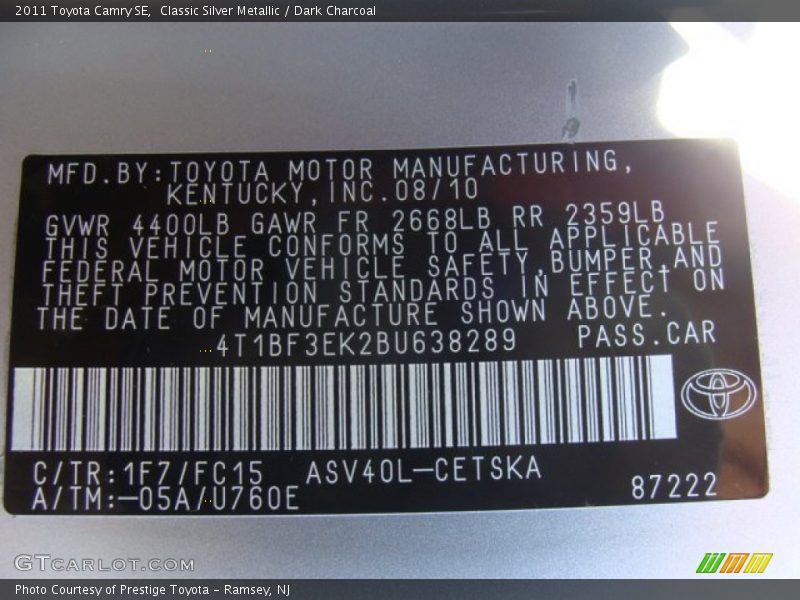 2011 Toyota Camry SE,  Classic Silver Metallic / Dark Charcoal
MFD.BY:TOYOTA MOTOR MANUFACTURING,
KENTUCKY,INC.08/10
GVWR 4400LB GAWR FR 2668LB RR 2359LB
THIS VEHICLE CONFORMS TO ALL APPLICABLE
FEDERAL MOTOR VEHICLE SAFETY,BUMPER,AND
THEFT PREVENTION STANDARDS IN EFFECT ON
THE DATE OF MANUFACTURE SHOWN ABOVE.
4T1BF3EK2BU638289 PASS.CAR
C/TR:1F7/FC15 ASV40L-CETSKA
A/TM:-05A/U760E 87222
GTCARLOT.COM
Photo Courtesy of Prestige Toyota - Ramsey, NJ